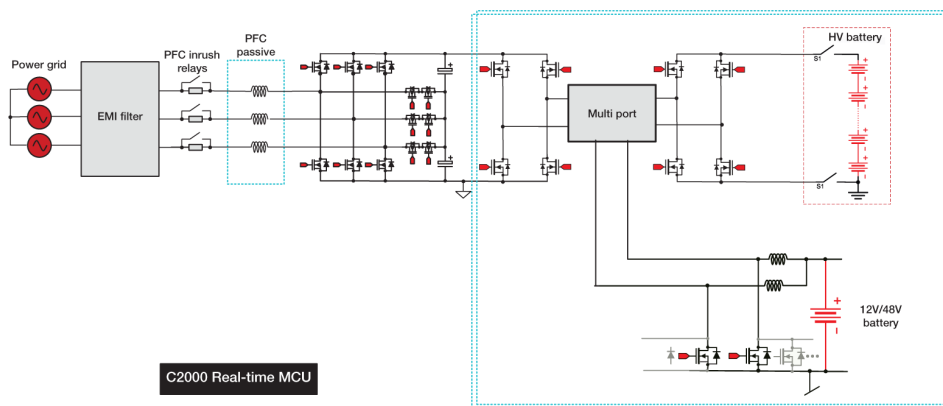 Power grid
EMI filter
PFC inrush
relays
PFC
passive
Multi port
HV battery
S1
S1
12V/48V
battery
C2000 Real-time MCU